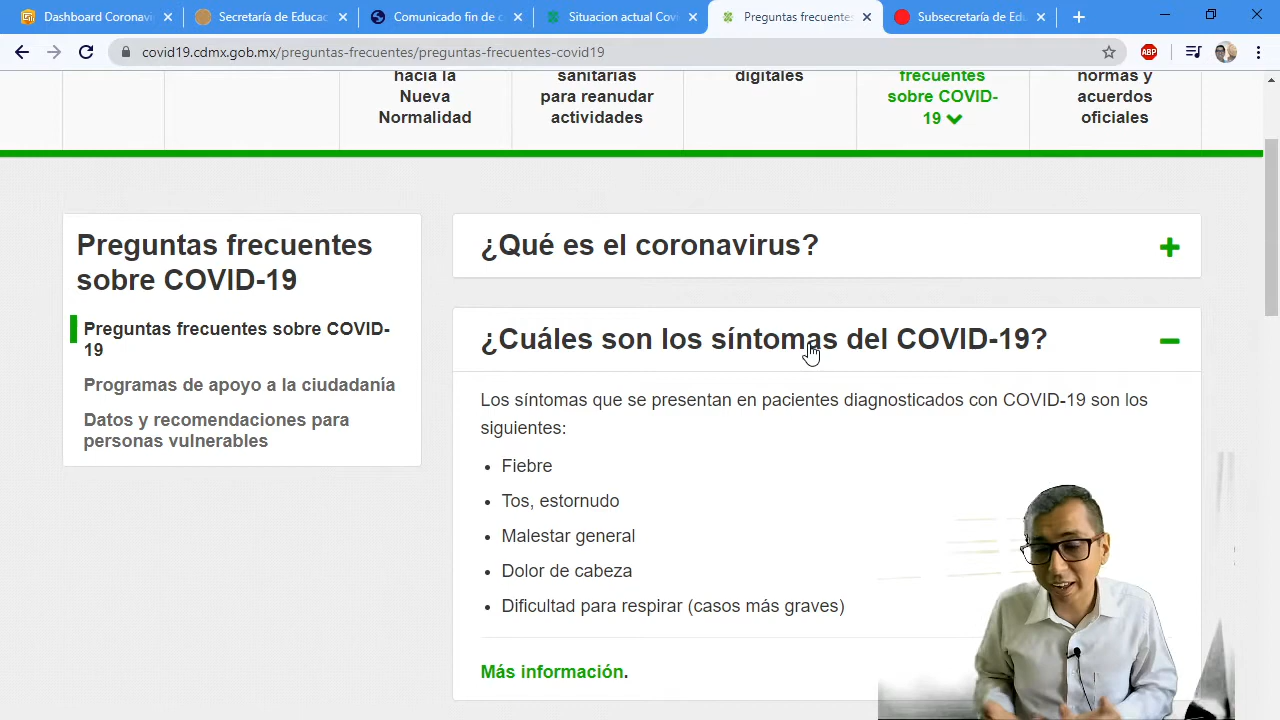 Dashboard Coronavi
Secretaría de Educac
Comunicado fin de c
Situacion actual Cov
Preguntas frecuentes
Subsecretaría de Edu
covid19.cdmx.gob.mx/preguntas-frecuentes/preguntas-frecuentes-covid19
ABP
hacia la
Nueva
Normalidad
sanitarias
para reanudar
actividades
digitales
frecuentes
sobre COVID-
19
normas y
acuerdos
oficiales
Preguntas frecuentes
sobre COVID-19
Preguntas frecuentes sobre COVID-
19
Programas de apoyo a la ciudadanía
Datos y recomendaciones para
personas vulnerables
¿Qué es el coronavirus?
¿Cuáles son los síntomas del COVID-19?
Los síntomas que se presentan en pacientes diagnosticados con COVID-19 son los
siguientes:
• Fiebre
• Tos, estornudo
• Malestar general
• Dolor de cabeza
• Dificultad para respirar (casos más graves)
Más información.